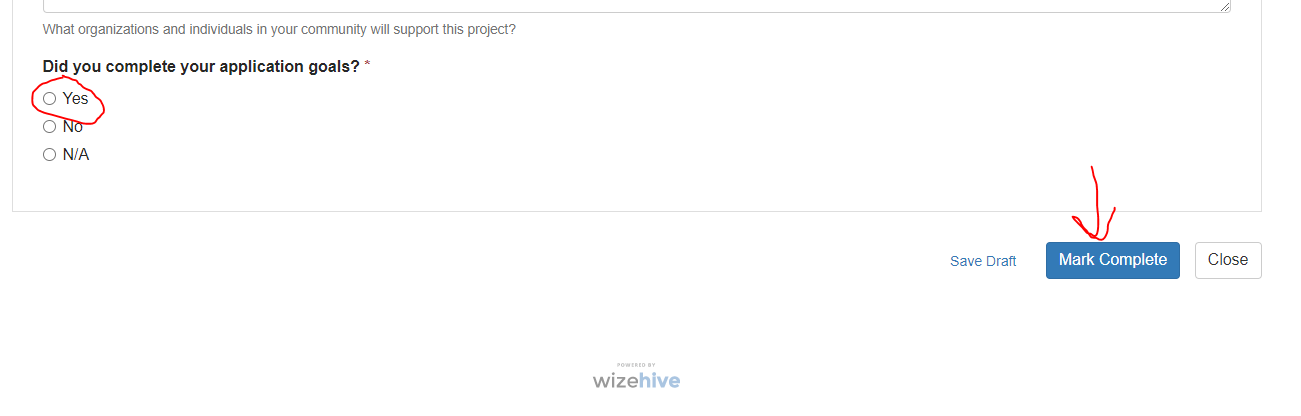 What organizations and individuals in your community will support this project?
Did you complete your application goals? *
Yes
No
N/A
Save Draft Mark Complete Close
POWERED BY
wizehive